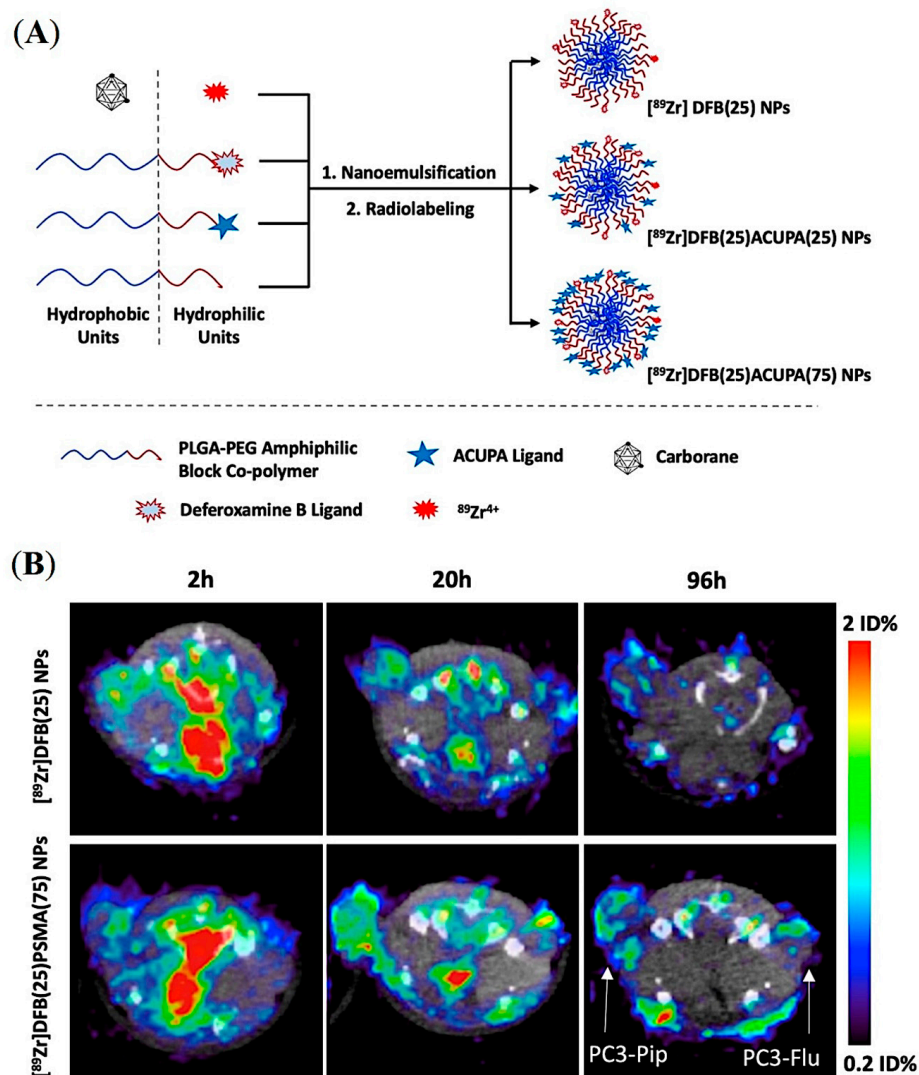 (A)
[⁸⁹Zr] DFB(25) NPs
1. Nanoemulsification
2. Radiolabeling
[⁸⁹Zr]DFB(25)ACUPA(25) NPs
Hydrophobic
Units
Hydrophilic
Units
[⁸⁹Zr]DFB(25)ACUPA(75) NPs
PLGA-PEG Amphiphilic
Block Co-polymer
ACUPA Ligand
Carborane
Deferoxamine B Ligand
⁸⁹Zr⁴⁺
(B)
2h
20h
96h
2 ID%
[⁸⁹Zr]DFB(25) NPs
[⁸⁹Zr]DFB(25)PSMA(75) NPs
PC3-Pip
PC3-Flu
0.2 ID%